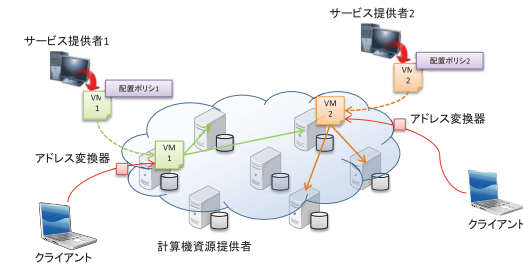 サービス提供者1
サービス提供者2
VM
1
配置ポリシ1
VM
2
配置ポリシ2
VM
2
アドレス変換器
VM
1
アドレス変換器
クライアント
計算機資源提供者
クライアント